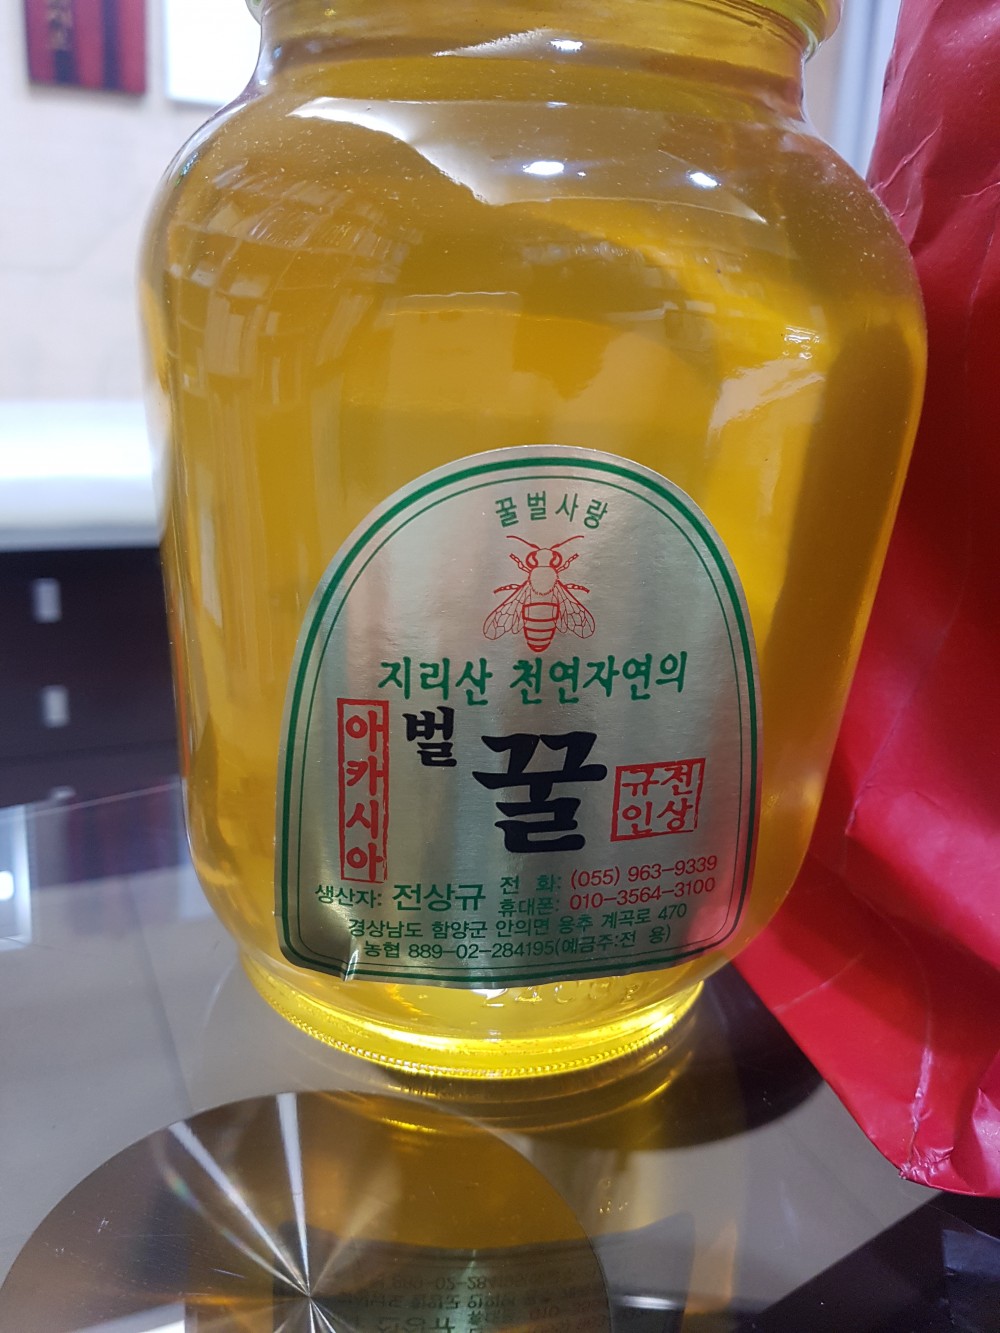 꿀벌사랑
지리산 천연자연의
아카시아
벌꿀
규전
인상
생산자: 전상규
전 화: (055) 963-9339
휴대폰: 010-3564-3100
경상남도 함양군 안의면 용추 계곡로 470
농협 889-02-284195(예금주:전 용)